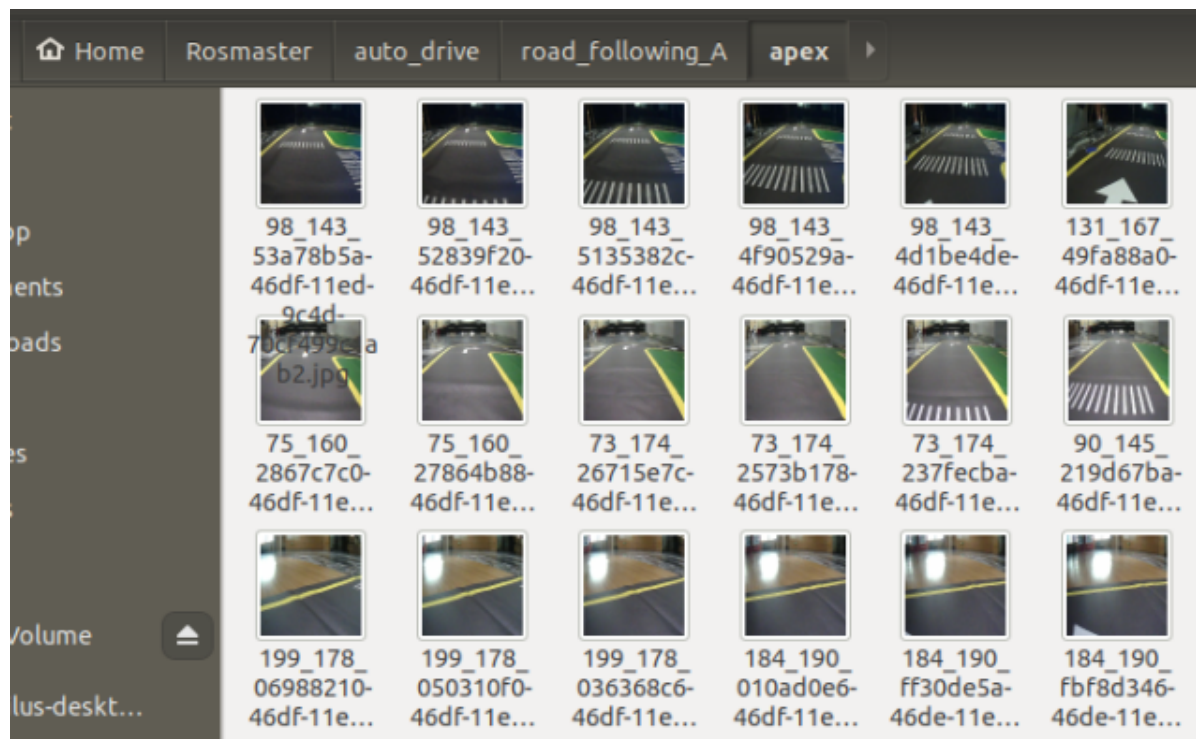 Home Rosmaster auto_drive road_following_A apex
98_143_ 98_143_ 98_143_ 98_143_ 98_143_ 131_167_
53a78b5a- 52839f20- 5135382c- 4f90529a- 4d1be4de- 49fa88a0-
46df-11ed- 46df-11e... 46df-11e... 46df-11e... 46df-11e... 46df-11e...
9c4d-
b2.jpg
75_160_ 75_160_ 73_174_ 73_174_ 73_174_ 90_145_
2867c7c0- 27864b88- 26715e7c- 2573b178- 237fecba- 219d67ba-
46df-11e... 46df-11e... 46df-11e... 46df-11e... 46df-11e... 46df-11e...
Volume
199_178_ 199_178_ 199_178_ 184_190_ 184_190_ 184_190_
06988210- 050310f0- 036368c6- 010ad0e6- ff30de5a- fbf8d346-
lus-deskt...
46df-11e... 46df-11e... 46df-11e... 46df-11e... 46de-11e... 46de-11e...